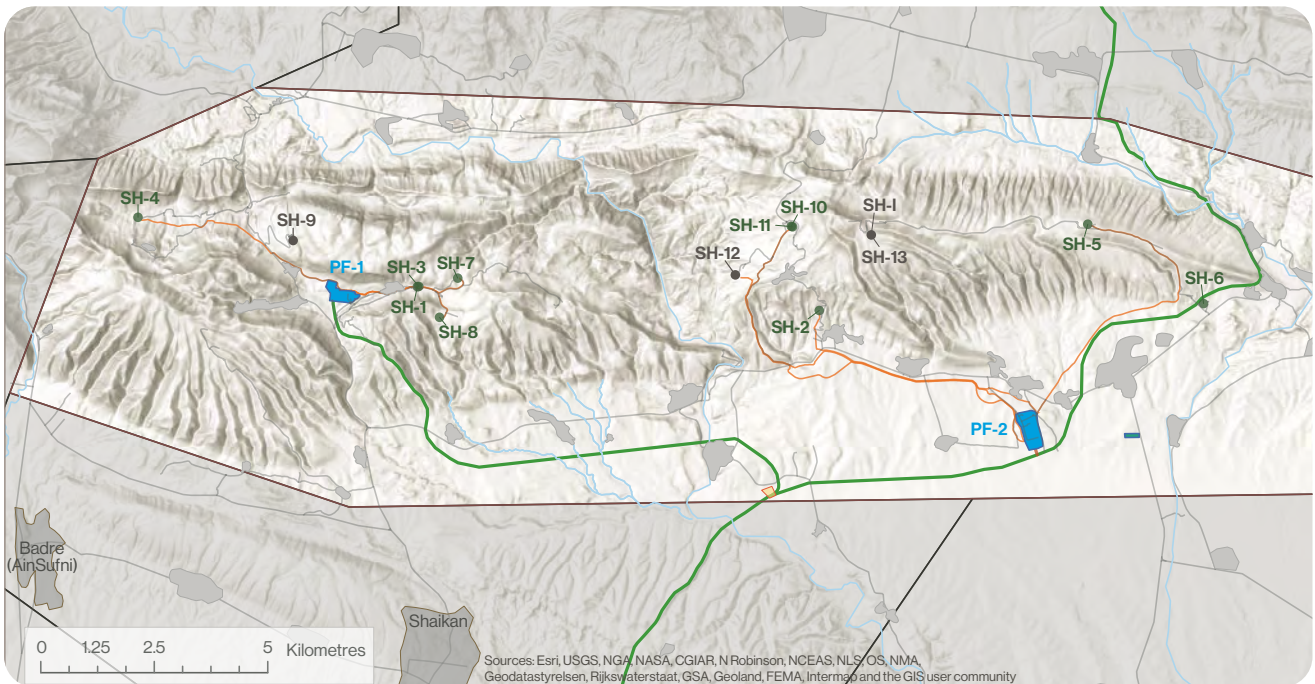 SH-4
SH-9
PF-1
SH-3
SH-7
SH-1
SH-8
SH-10
SH-11
SH-I
SH-12
SH-13
SH-2
SH-5
SH-6
PF-2
Badre
(AinSufni)
Shaikan
0 1.25 2.5 5 Kilometres
Sources: Esri, USGS, NGA, NASA, CGIAR, N Robinson, NCEAS, NLS, OS, NMA,
Geodatastyrelsen, Rijkswaterstaat, GSA, Geoland, FEMA, Intermap and the GIS user community